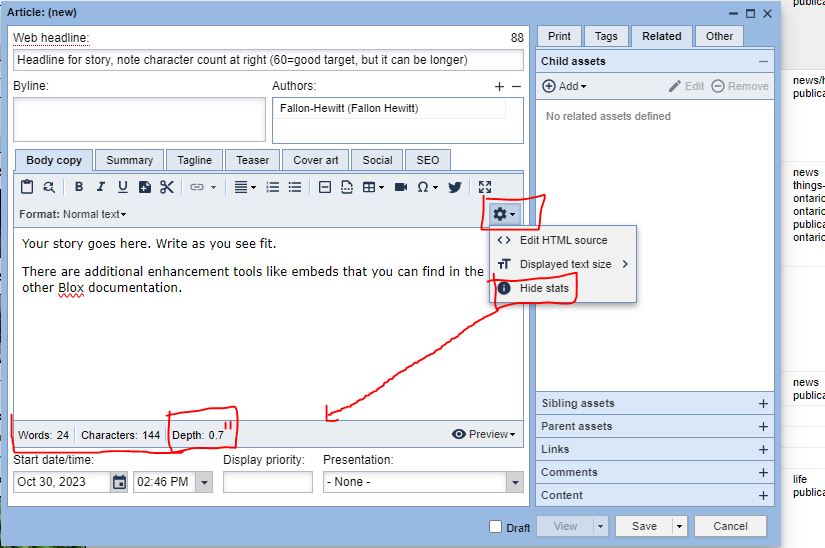 Article: (new)
Web headline:
88
Headline for story, note character count at right (60=good target, but it can be longer)
Byline:
Authors:
Fallon-Hewitt (Fallon Hewitt)
Body copy
Summary
Tagline
Teaser
Cover art
Social
SEO
B I U
Format: Normal text
Your story goes here. Write as you see fit.
There are additional enhancement tools like embeds that you can find in the
other Blox documentation.
Edit HTML source
Displayed text size
Hide stats
Words: 24
Characters: 144
Depth: 0.7"
Preview
Start date/time:
Display priority:
Presentation:
Oct 30, 2023
02:46 PM
- None -
Print
Tags
Related
Other
Child assets
Add
Edit
Remove
No related assets defined
Sibling assets
Parent assets
Links
Comments
Content
Draft
View
Save
Cancel
publica
news/h
publica
news
things-
ontario
ontario
publica
ontario
news
publica
life
publica